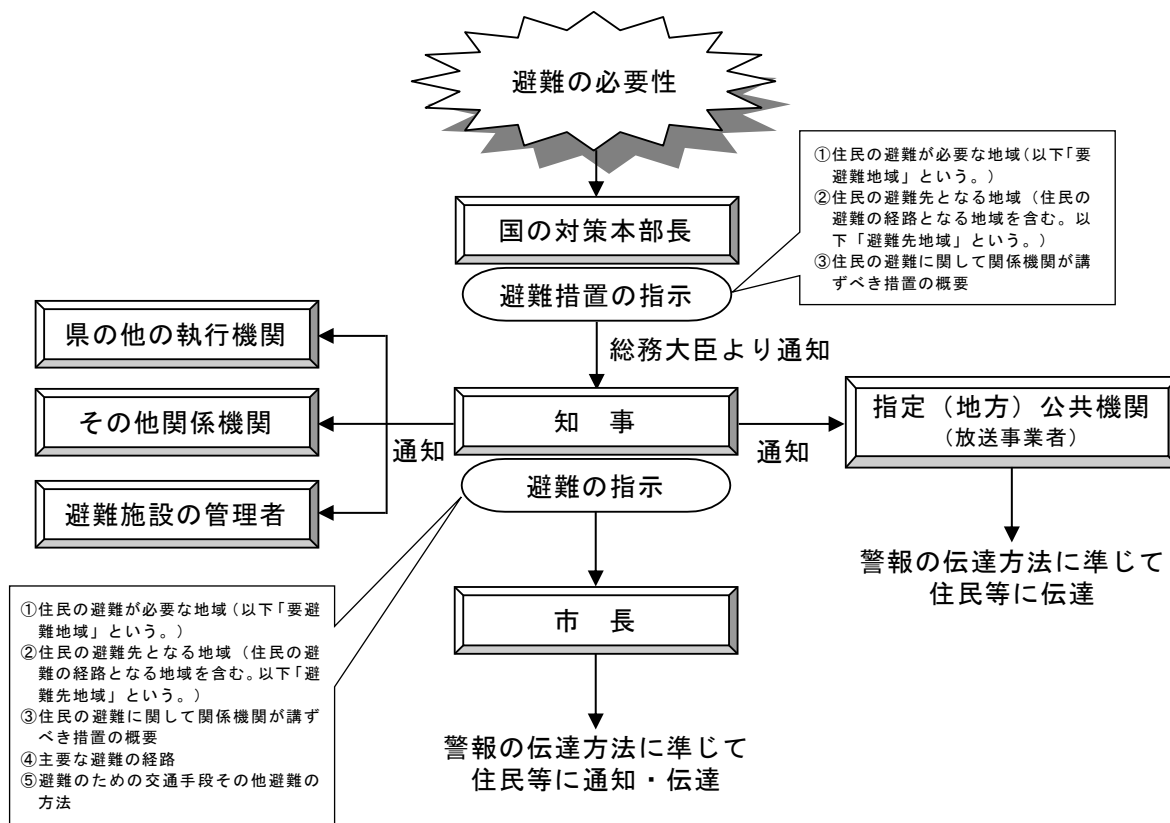 避難の必要性
①住民の避難が必要な地域(以下「要
避難地域」という。)
②住民の避難先となる地域（住民の
避難の経路となる地域を含む。以
下「避難先地域」という。）
③住民の避難に関して関係機関が講
ずべき措置の概要
国の対策本部長
避難措置の指示
総務大臣より通知
県の他の執行機関
その他関係機関
避難施設の管理者
通知
知　事
通知
指定（地方）公共機関
（放送事業者）
避難の指示
警報の伝達方法に準じて
住民等に伝達
①住民の避難が必要な地域(以下「要避
難地域」という。)
②住民の避難先となる地域（住民の避
難の経路となる地域を含む。以下「避
難先地域」という。）
③住民の避難に関して関係機関が講ず
べき措置の概要
④主要な避難の経路
⑤避難のための交通手段その他避難の
方法
市　長
警報の伝達方法に準じて
住民等に通知・伝達